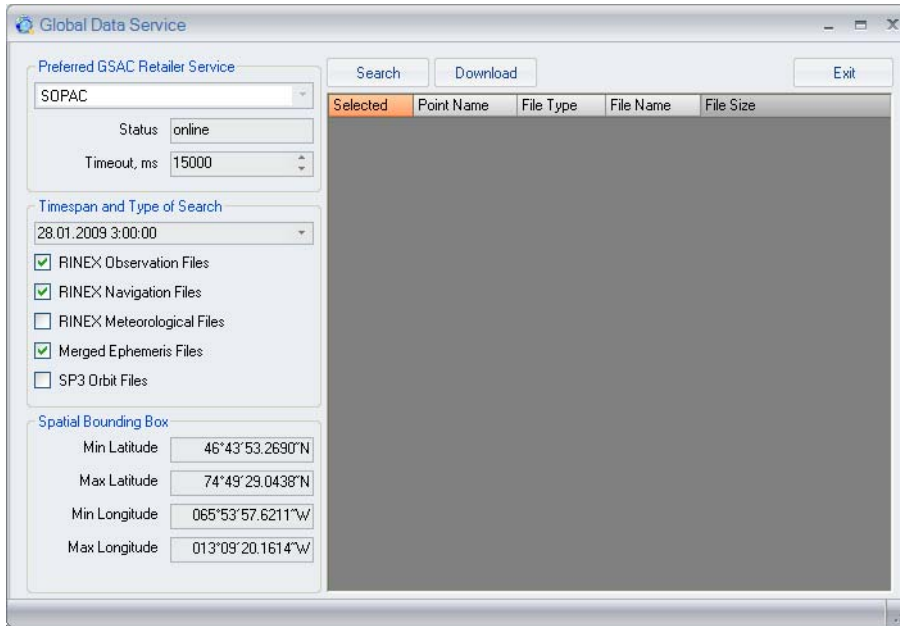 Global Data Service
Preferred GSAC Retailer Service
SOPAC
Status online
Timeout, ms 15000
Timespan and Type of Search
28.01.2009 3:00:00
RINEX Observation Files
RINEX Navigation Files
RINEX Meteorological Files
Merged Ephemeris Files
SP3 Orbit Files
Spatial Bounding Box
Min Latitude 46°43'53.2690"N
Max Latitude 74°49'29.0438"N
Min Longitude 065°53'57.6211"W
Max Longitude 013°09'20.1614"W
Search Download Exit
Selected Point Name File Type File Name File Size